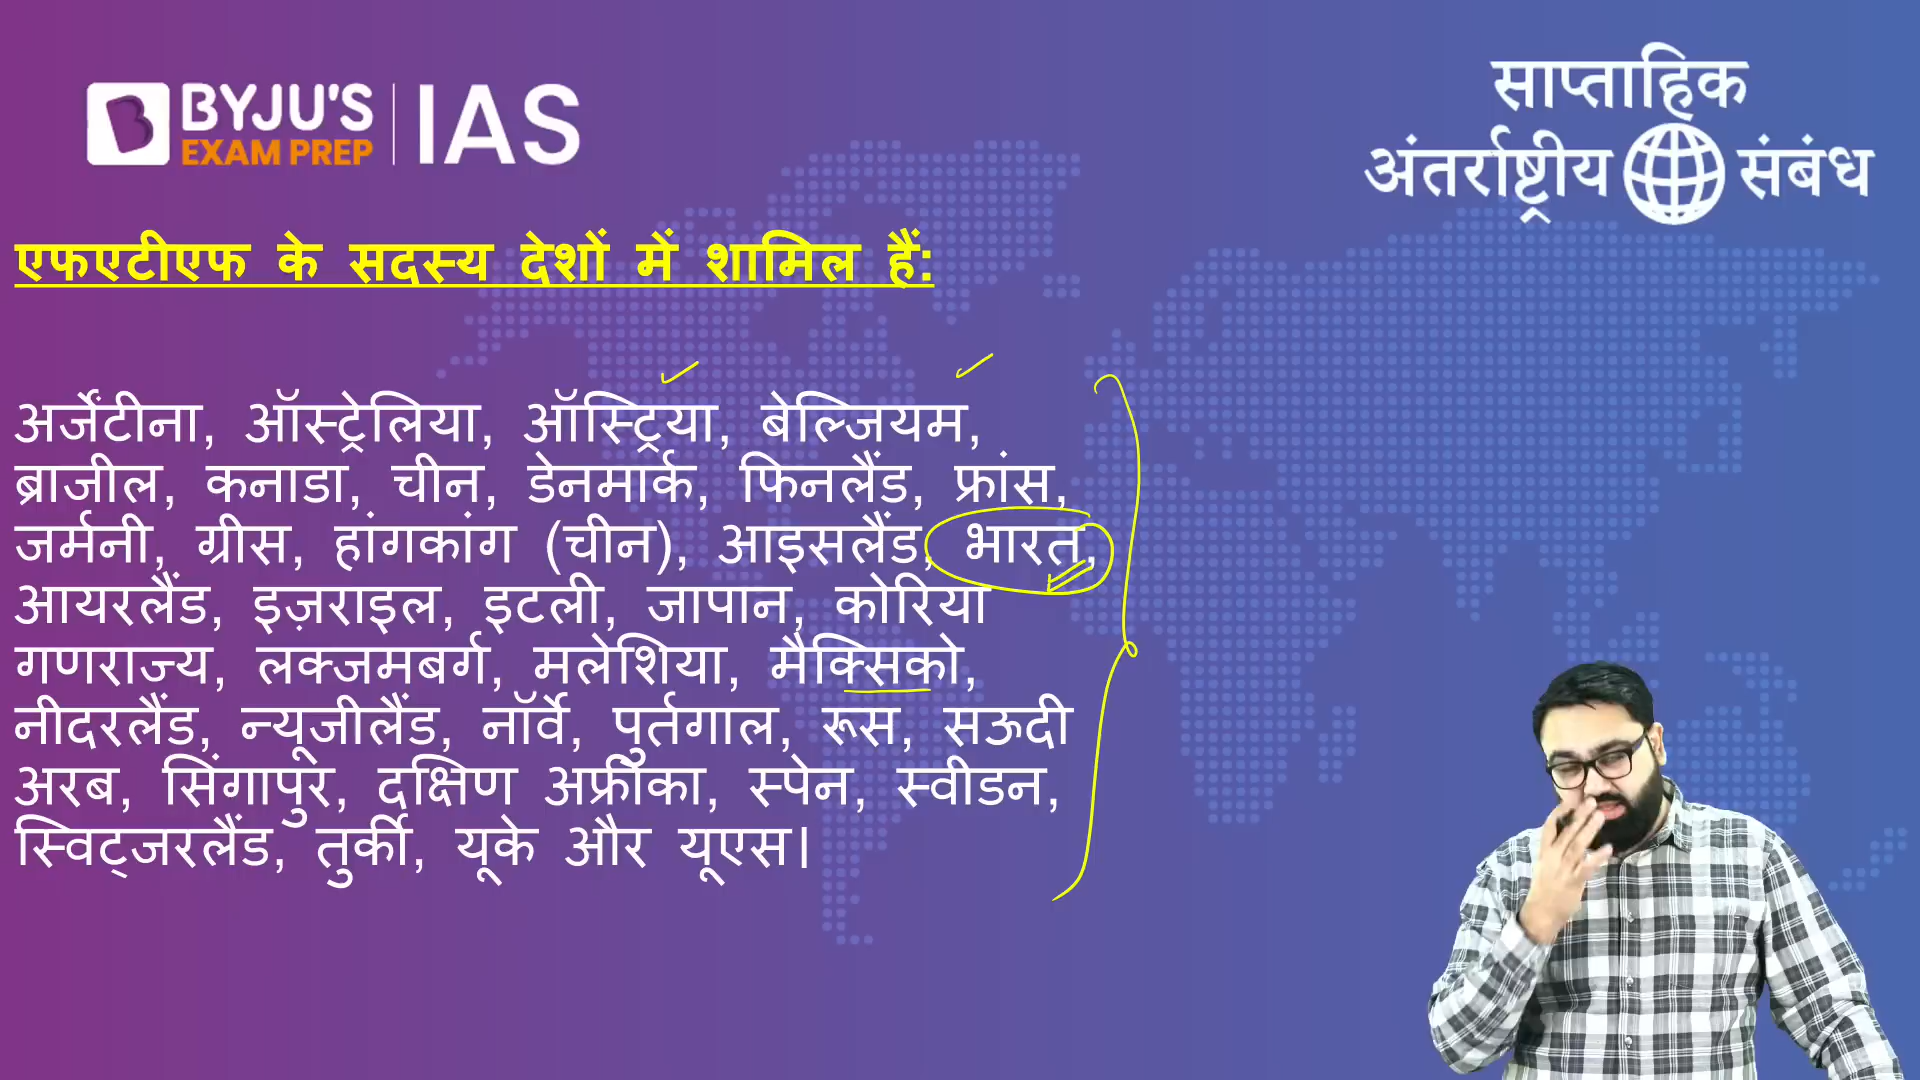 BYJU'S
EXAM PREP
IAS
साप्ताहिक
अंतर्राष्ट्रीय संबंध
एफएटीएफ के सदस्य देशों में शामिल हैं:
अर्जेंटीना, ऑस्ट्रेलिया, ऑस्ट्रिया, बेल्जियम,
ब्राजील, कनाडा, चीन, डेनमार्क, फिनलैंड, फ्रांस,
जर्मनी, ग्रीस, हांगकांग (चीन), आइसलैंड, भारत,
आयरलैंड, इज़राइल, इटली, जापान, कोरिया
गणराज्य, लक्जमबर्ग, मलेशिया, मैक्सिको,
नीदरलैंड, न्यूजीलैंड, नॉर्वे, पुर्तगाल, रूस, सऊदी
अरब, सिंगापुर, दक्षिण अफ्रीका, स्पेन, स्वीडन,
स्विट्जरलैंड, तुर्की, यूके और यूएस।